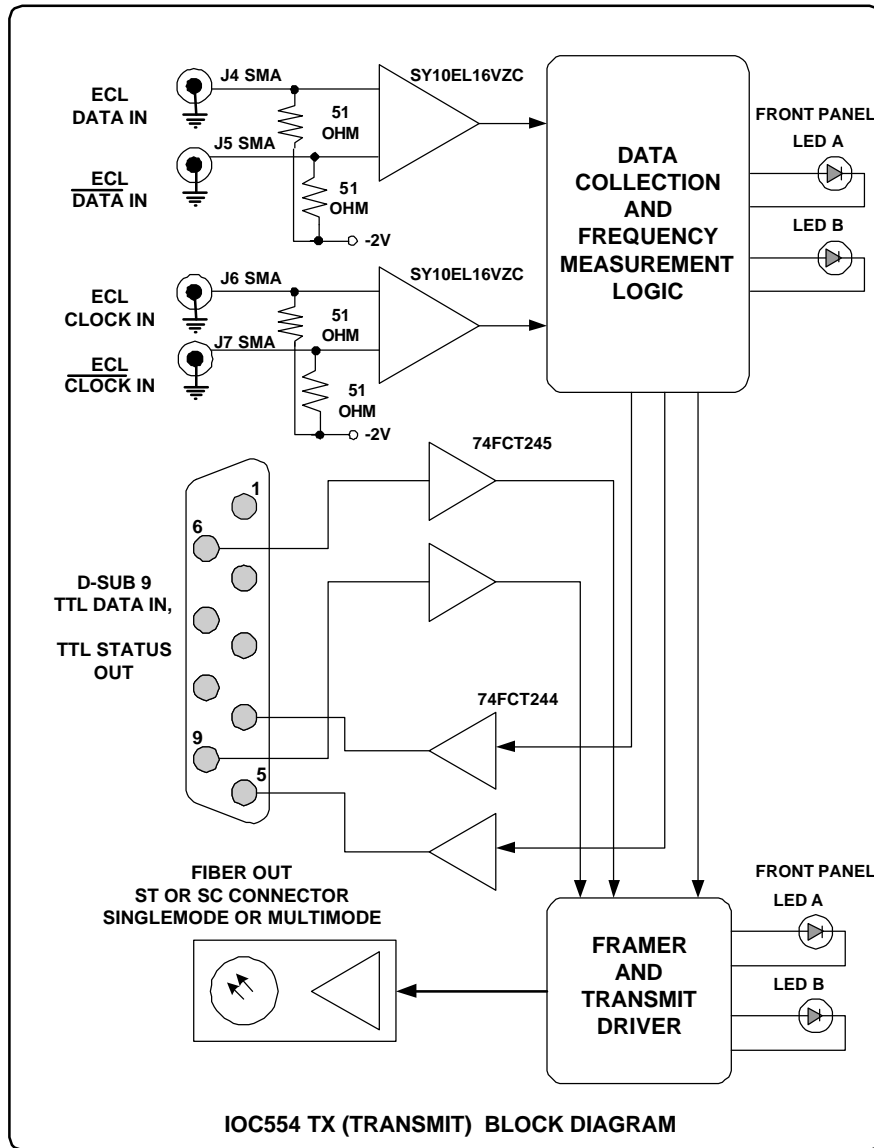 J4 SMA
SY10EL16VZC
ECL
DATA IN
51
OHM
J5 SMA
ECL
DATA IN
51
OHM
-2V
FRONT PANEL
LED A
DATA
COLLECTION
AND
FREQUENCY
MEASUREMENT
LOGIC
LED B
J6 SMA
SY10EL16VZC
ECL
CLOCK IN
51
OHM
J7 SMA
ECL
CLOCK IN
51
OHM
-2V
74FCT245
1
6
D-SUB 9
TTL DATA IN,
TTL STATUS
OUT
74FCT244
9
5
FIBER OUT
ST OR SC CONNECTOR
SINGLEMODE OR MULTIMODE
FRONT PANEL
LED A
FRAMER
AND
TRANSMIT
DRIVER
LED B
IOC554 TX (TRANSMIT) BLOCK DIAGRAM